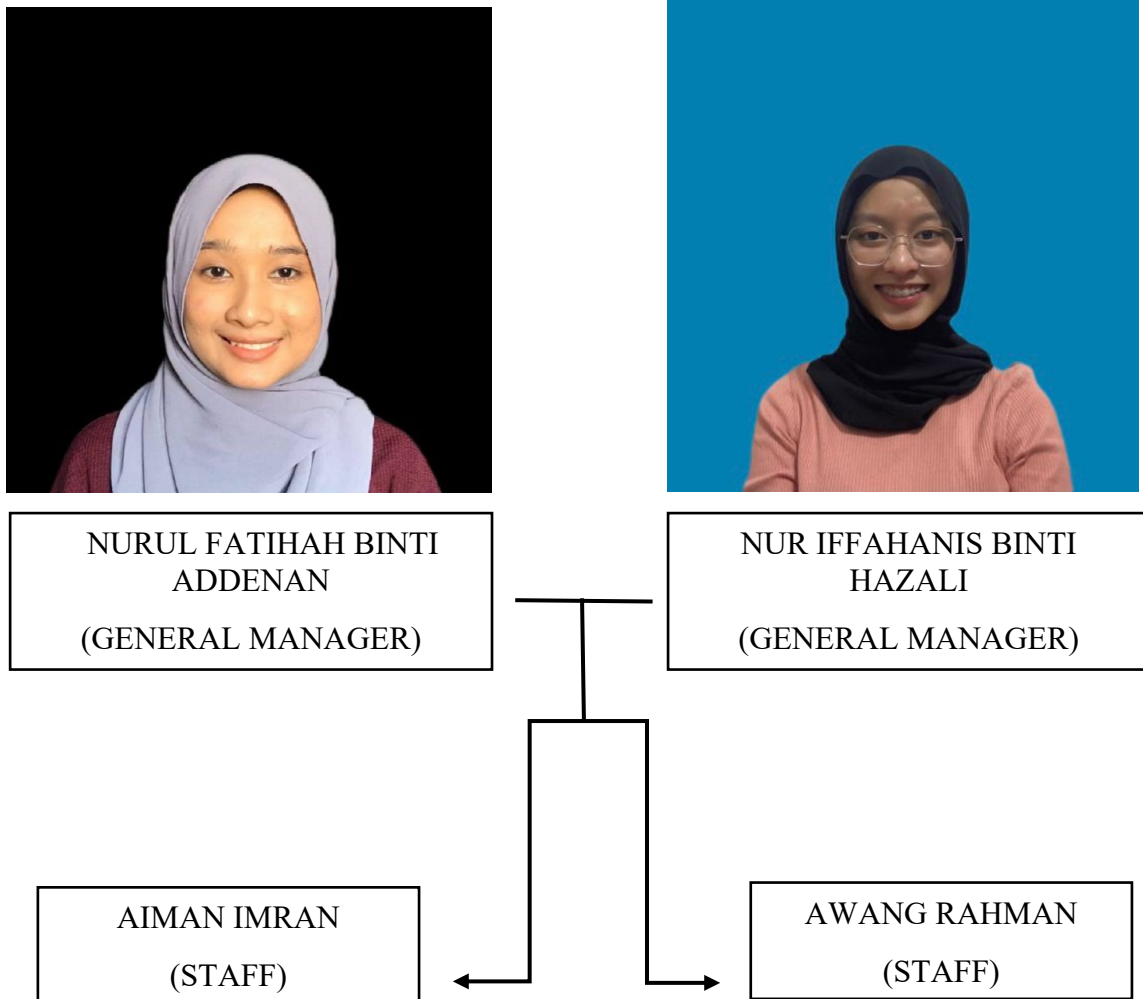 NURUL FATIHAH BINTI
ADDENAN
(GENERAL MANAGER)
NUR IFFAHANIS BINTI
HAZALI
(GENERAL MANAGER)
AIMAN IMRAN
(STAFF)
AWANG RAHMAN
(STAFF)